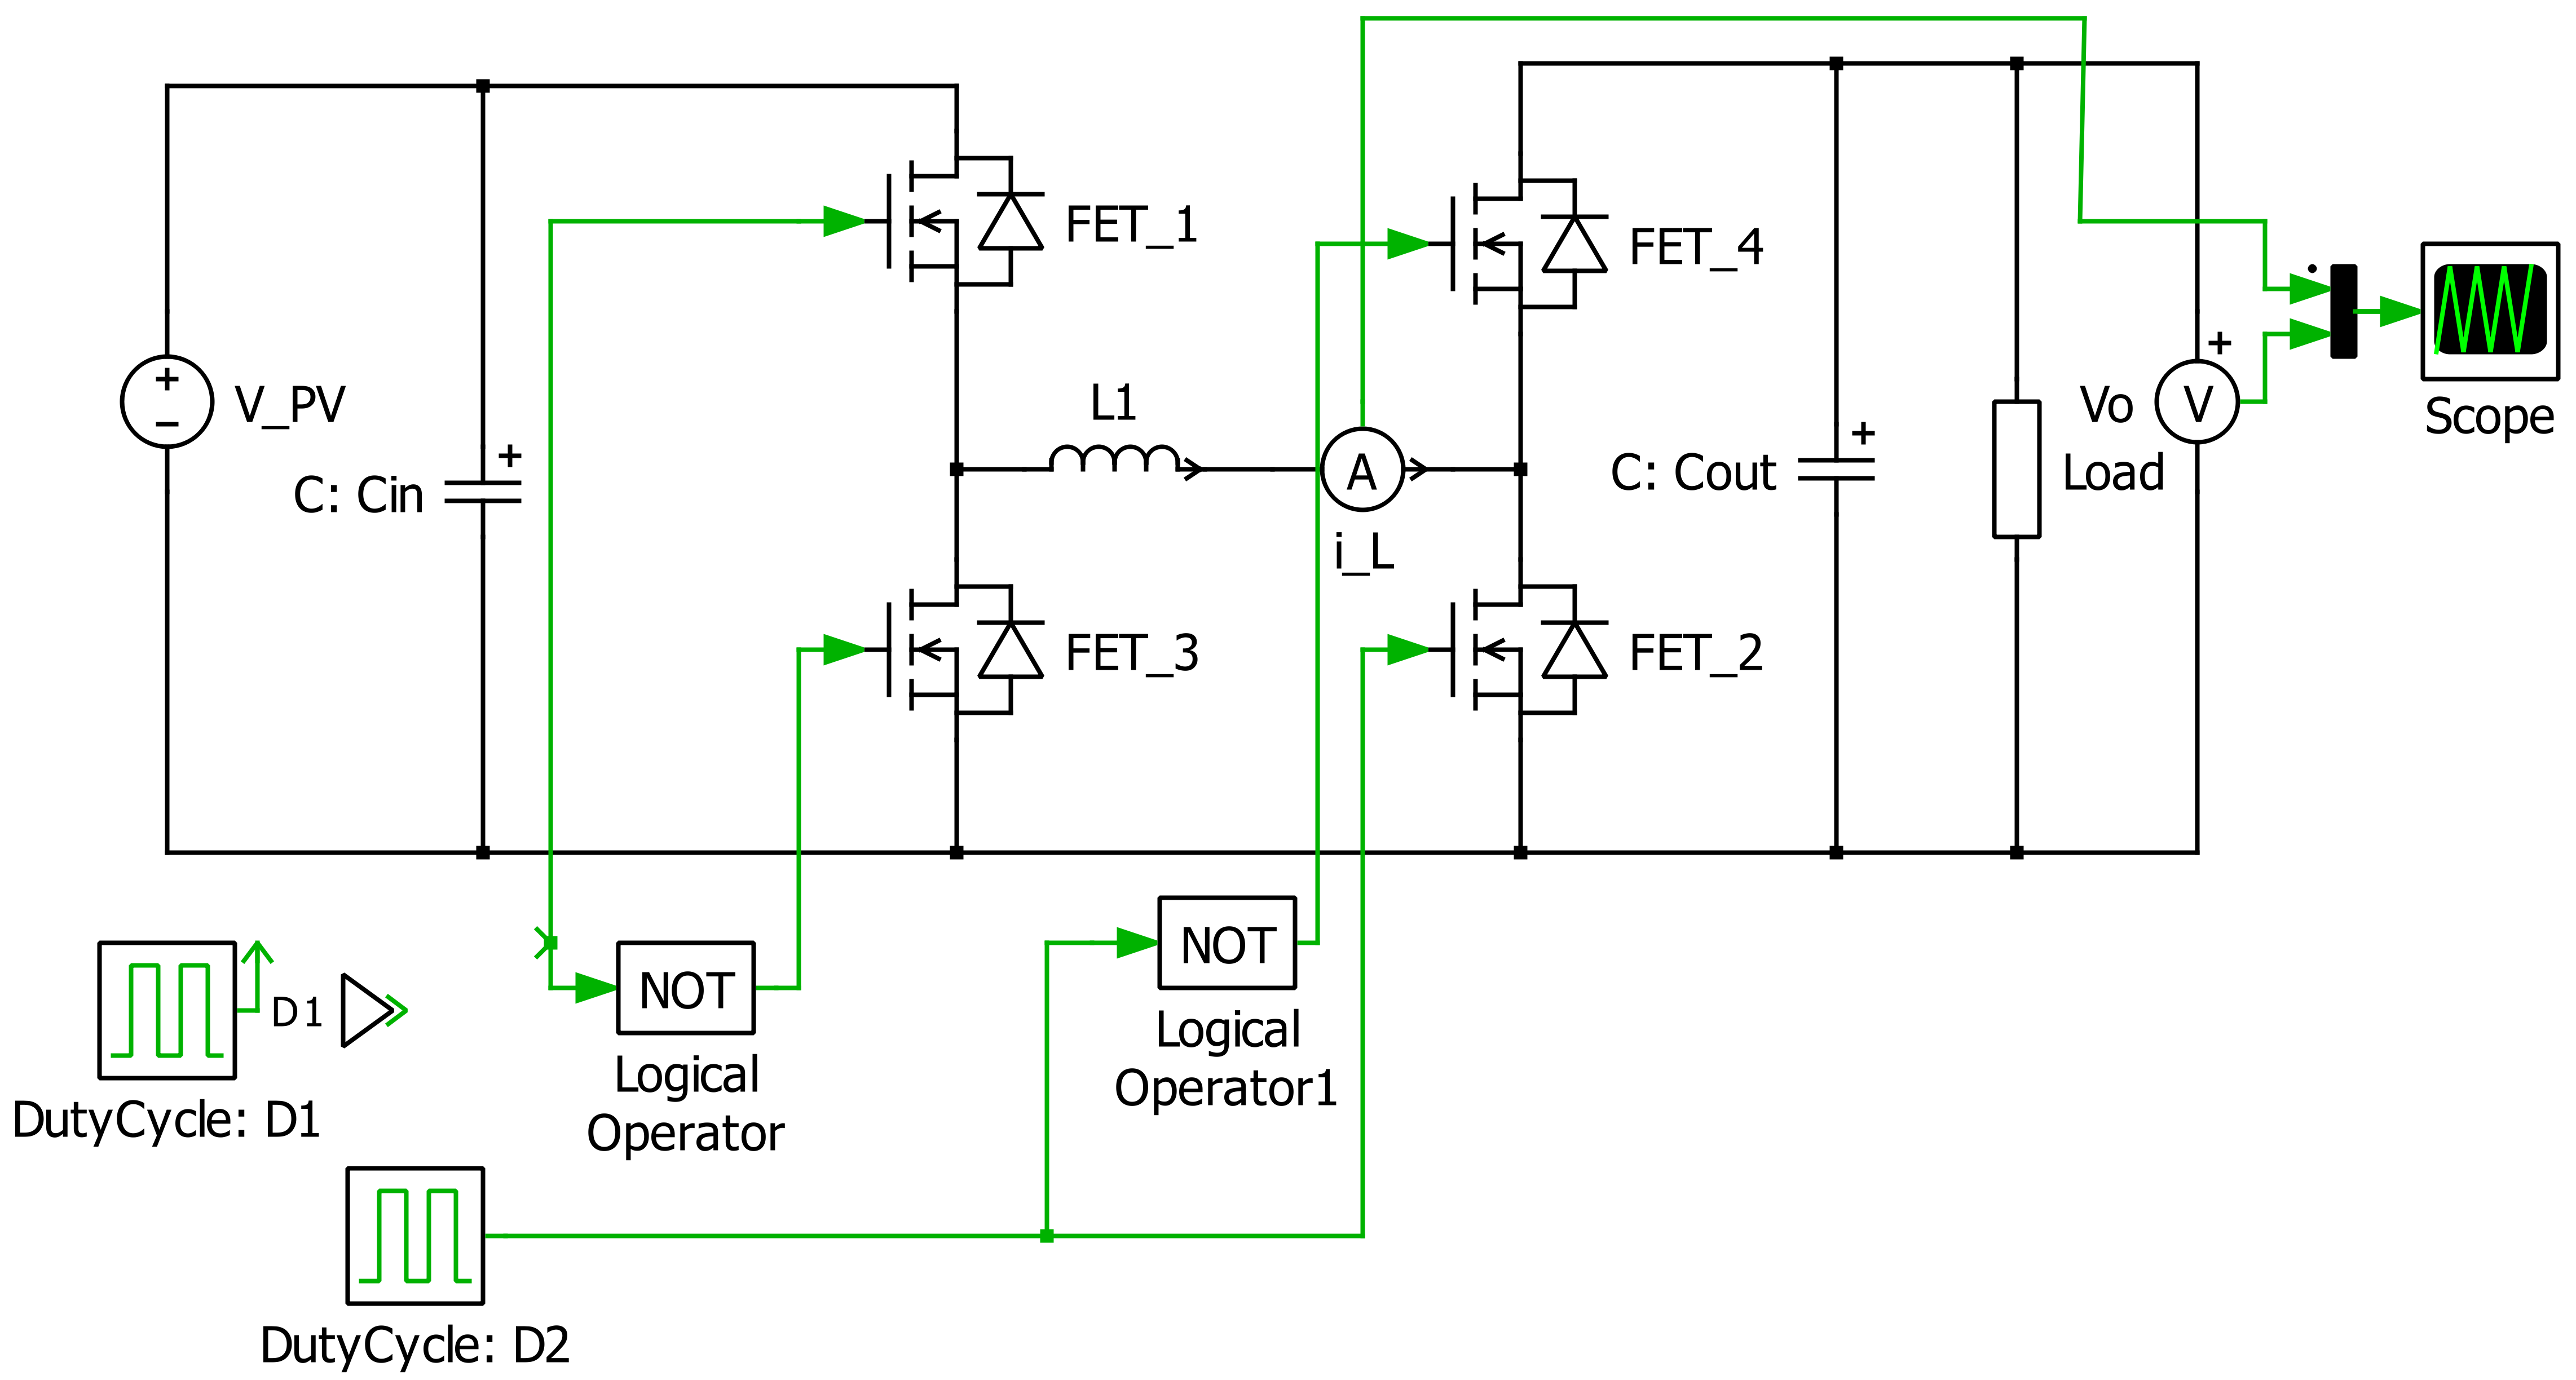 FET_1
FET_4
+
V_PV
L1
+
Vo
V
Scope
+
−
C: Cin
A
C: Cout
+
Load
i_L
FET_3
FET_2
NOT
NOT
D1
Logical
Operator
Logical
Operator1
DutyCycle: D1
DutyCycle: D2